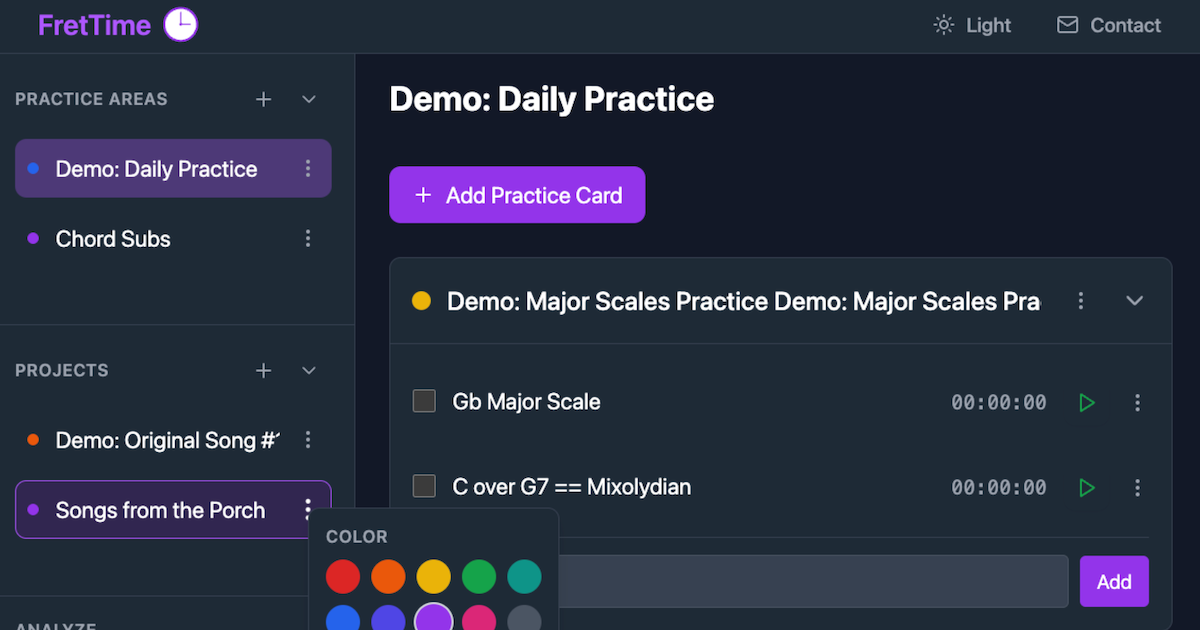 FretTime
Light
Contact
PRACTICE AREAS
Demo: Daily Practice
Chord Subs
PROJECTS
Demo: Original Song #
Songs from the Porch
ANALYZE
Demo: Daily Practice
+ Add Practice Card
Demo: Major Scales Practice Demo: Major Scales Pra
Gb Major Scale 00:00:00
C over G7 == Mixolydian 00:00:00
COLOR
Add